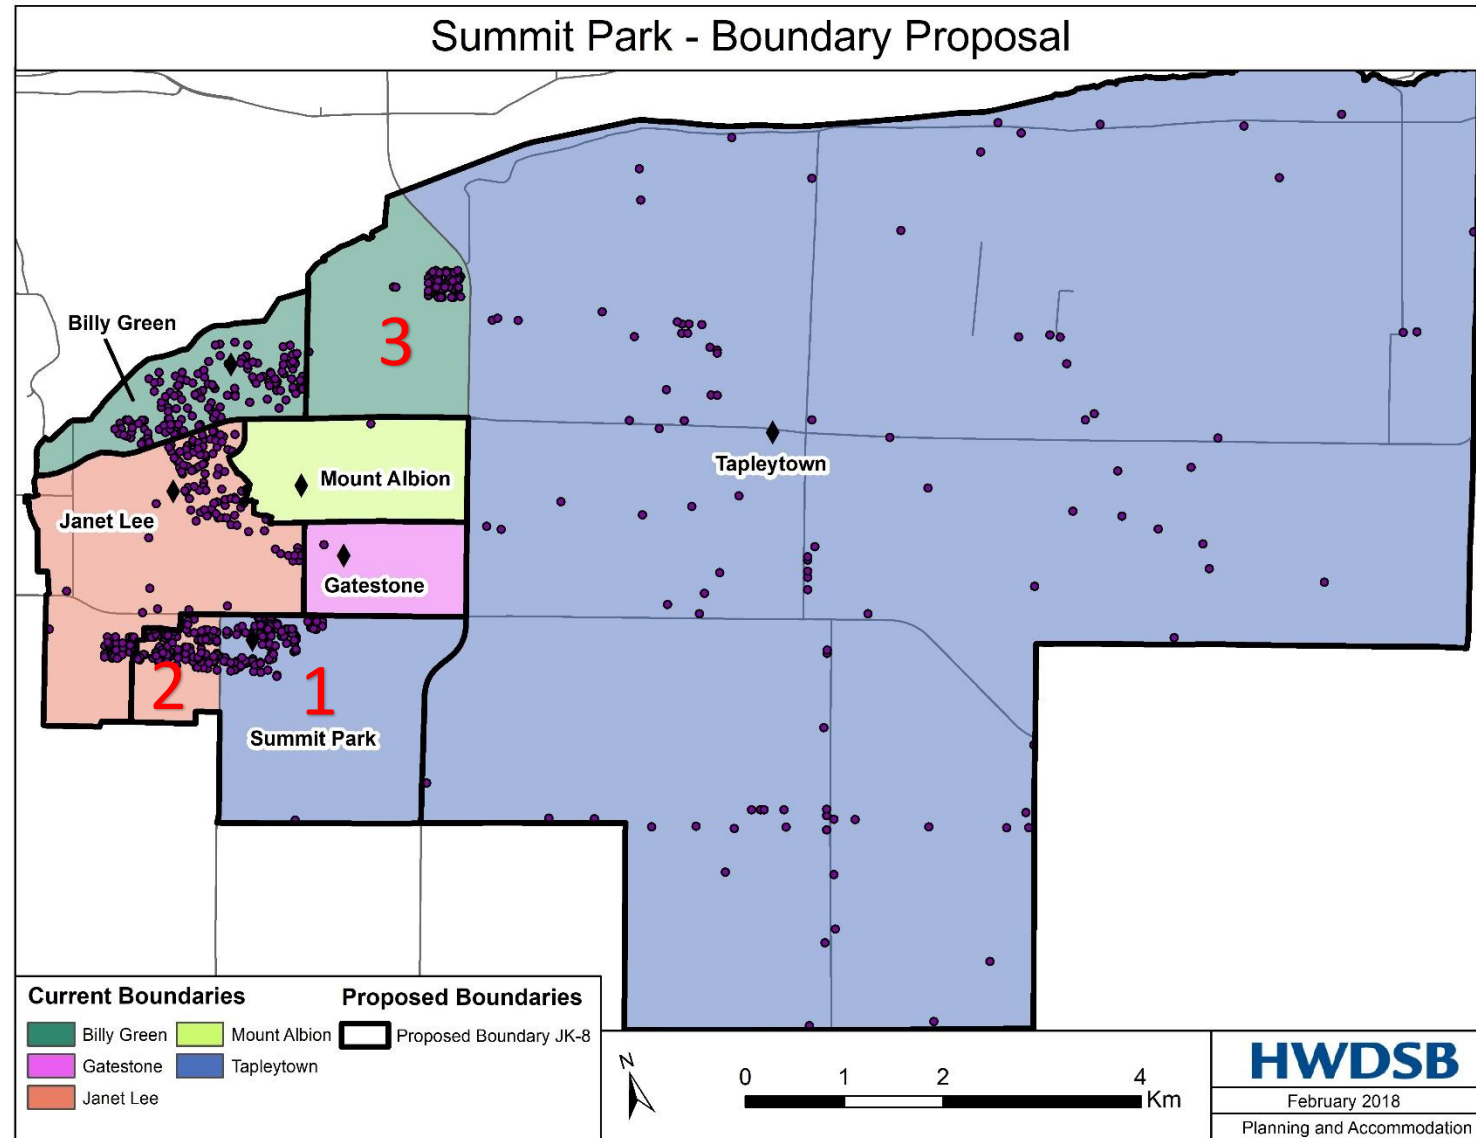 Summit Park - Boundary Proposal
Billy Green
3
Mount Albion
Tapleytown
Janet Lee
Gatestone
2
1
Summit Park
Current Boundaries
Billy Green
Mount Albion
Gatestone
Tapleytown
Janet Lee
Proposed Boundaries
Proposed Boundary JK-8
N
0 1 2 4
Km
HWDSB
February 2018
Planning and Accommodation